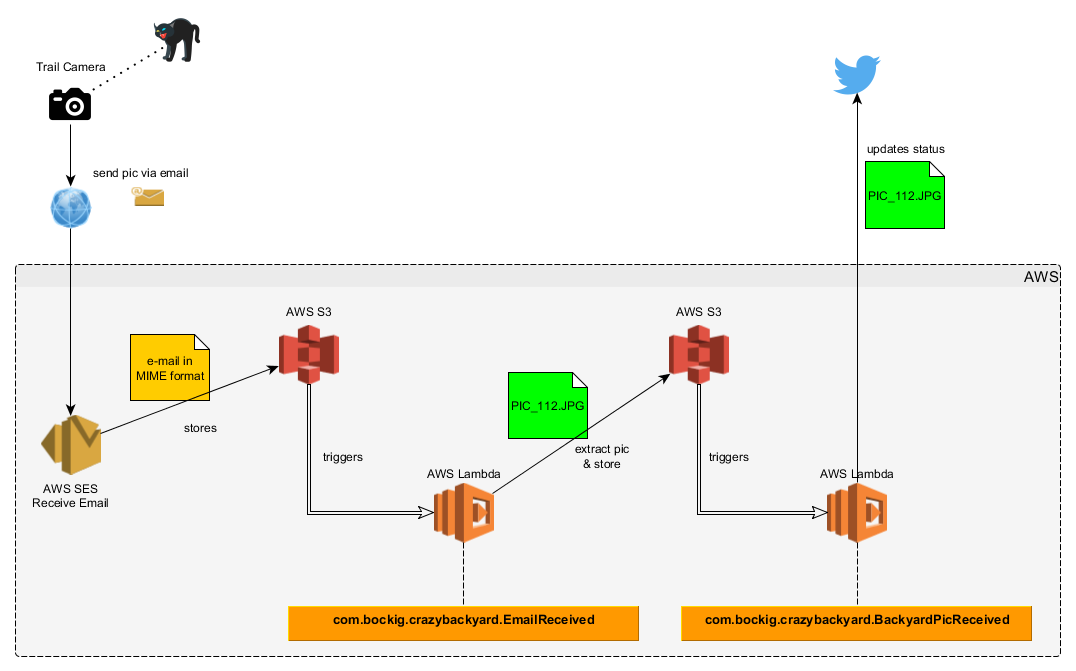 Trail Camera
send pic via email
updates status
PIC_112.JPG
AWS
AWS S3
AWS S3
e-mail in
MIME format
stores
PIC_112.JPG
extract pic
& store
triggers
triggers
AWS Lambda
AWS Lambda
AWS SES
Receive Email
com.bockig.crazybackyard.EmailReceived
com.bockig.crazybackyard.BackyardPicReceived